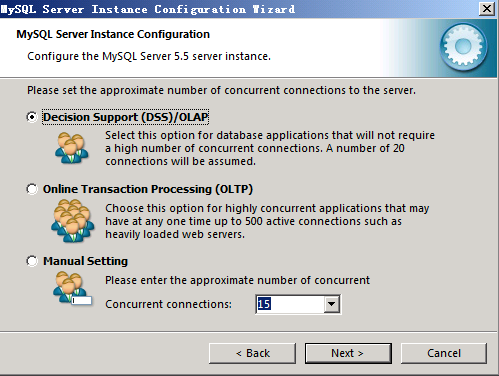 MySQL Server Instance Configuration Wizard
MySQL Server Instance Configuration
Configure the MySQL Server 5.5 server instance.
Please set the approximate number of concurrent connections to the server.
Decision Support (DSS)/OLAP
Select this option for database applications that will not require
a high number of concurrent connections. A number of 20
connections will be assumed.
Online Transaction Processing (OLTP)
Choose this option for highly concurrent applications that may
have at any one time up to 500 active connections such as
heavily loaded web servers.
Manual Setting
Please enter the approximate number of concurrent
Concurrent connections: 15
< Back Next > Cancel